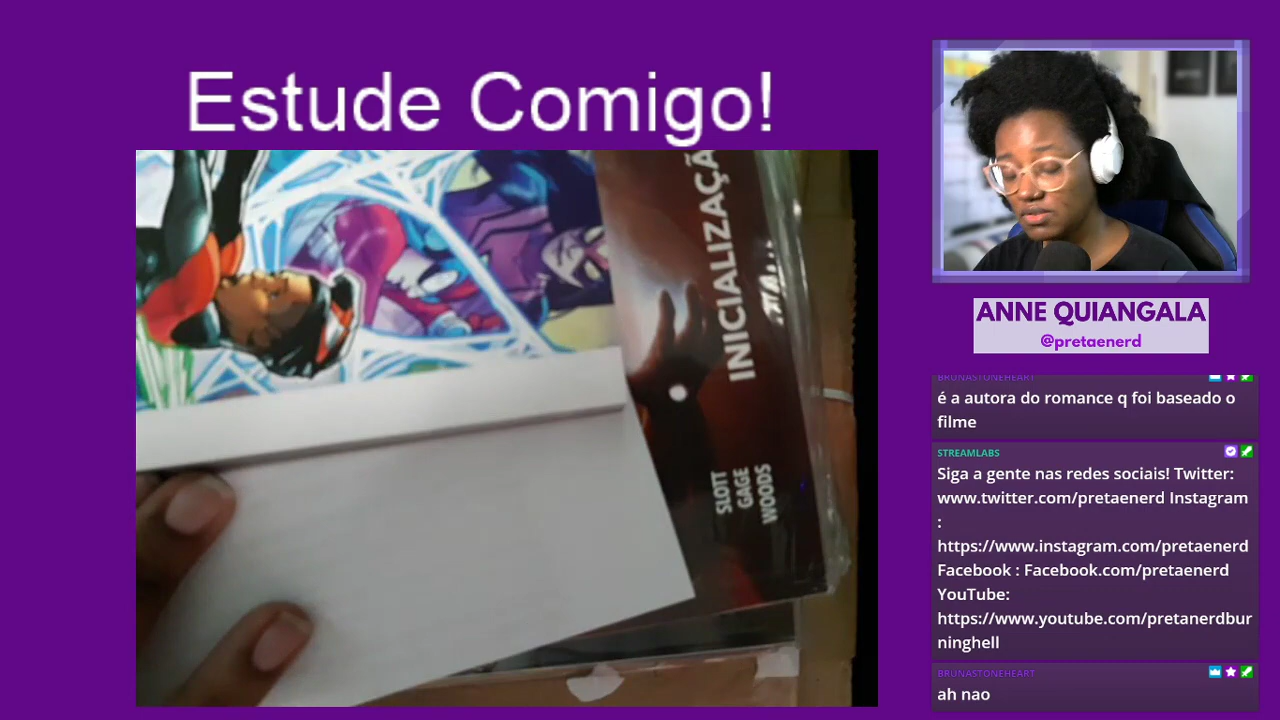 Estude Comigo!
INICIALIZAÇÃ
SLOTT
GAGE
WOODS
ANNE QUIANGALA
@pretaenerd
BRUNASTONEHEART
é a autora do romance q foi baseado o
filme
STREAMLABS
Siga a gente nas redes sociais! Twitter:
www.twitter.com/pretaenerd Instagram
:
https://www.instagram.com/pretaenerd
Facebook : Facebook.com/pretaenerd
YouTube:
https://www.youtube.com/pretanerdbur
ninghell
BRUNASTONEHEART
ah nao